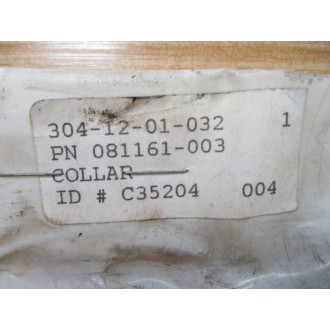 304-12-01-032 1
PN 081161-003
COLLAR
ID # C35204 004